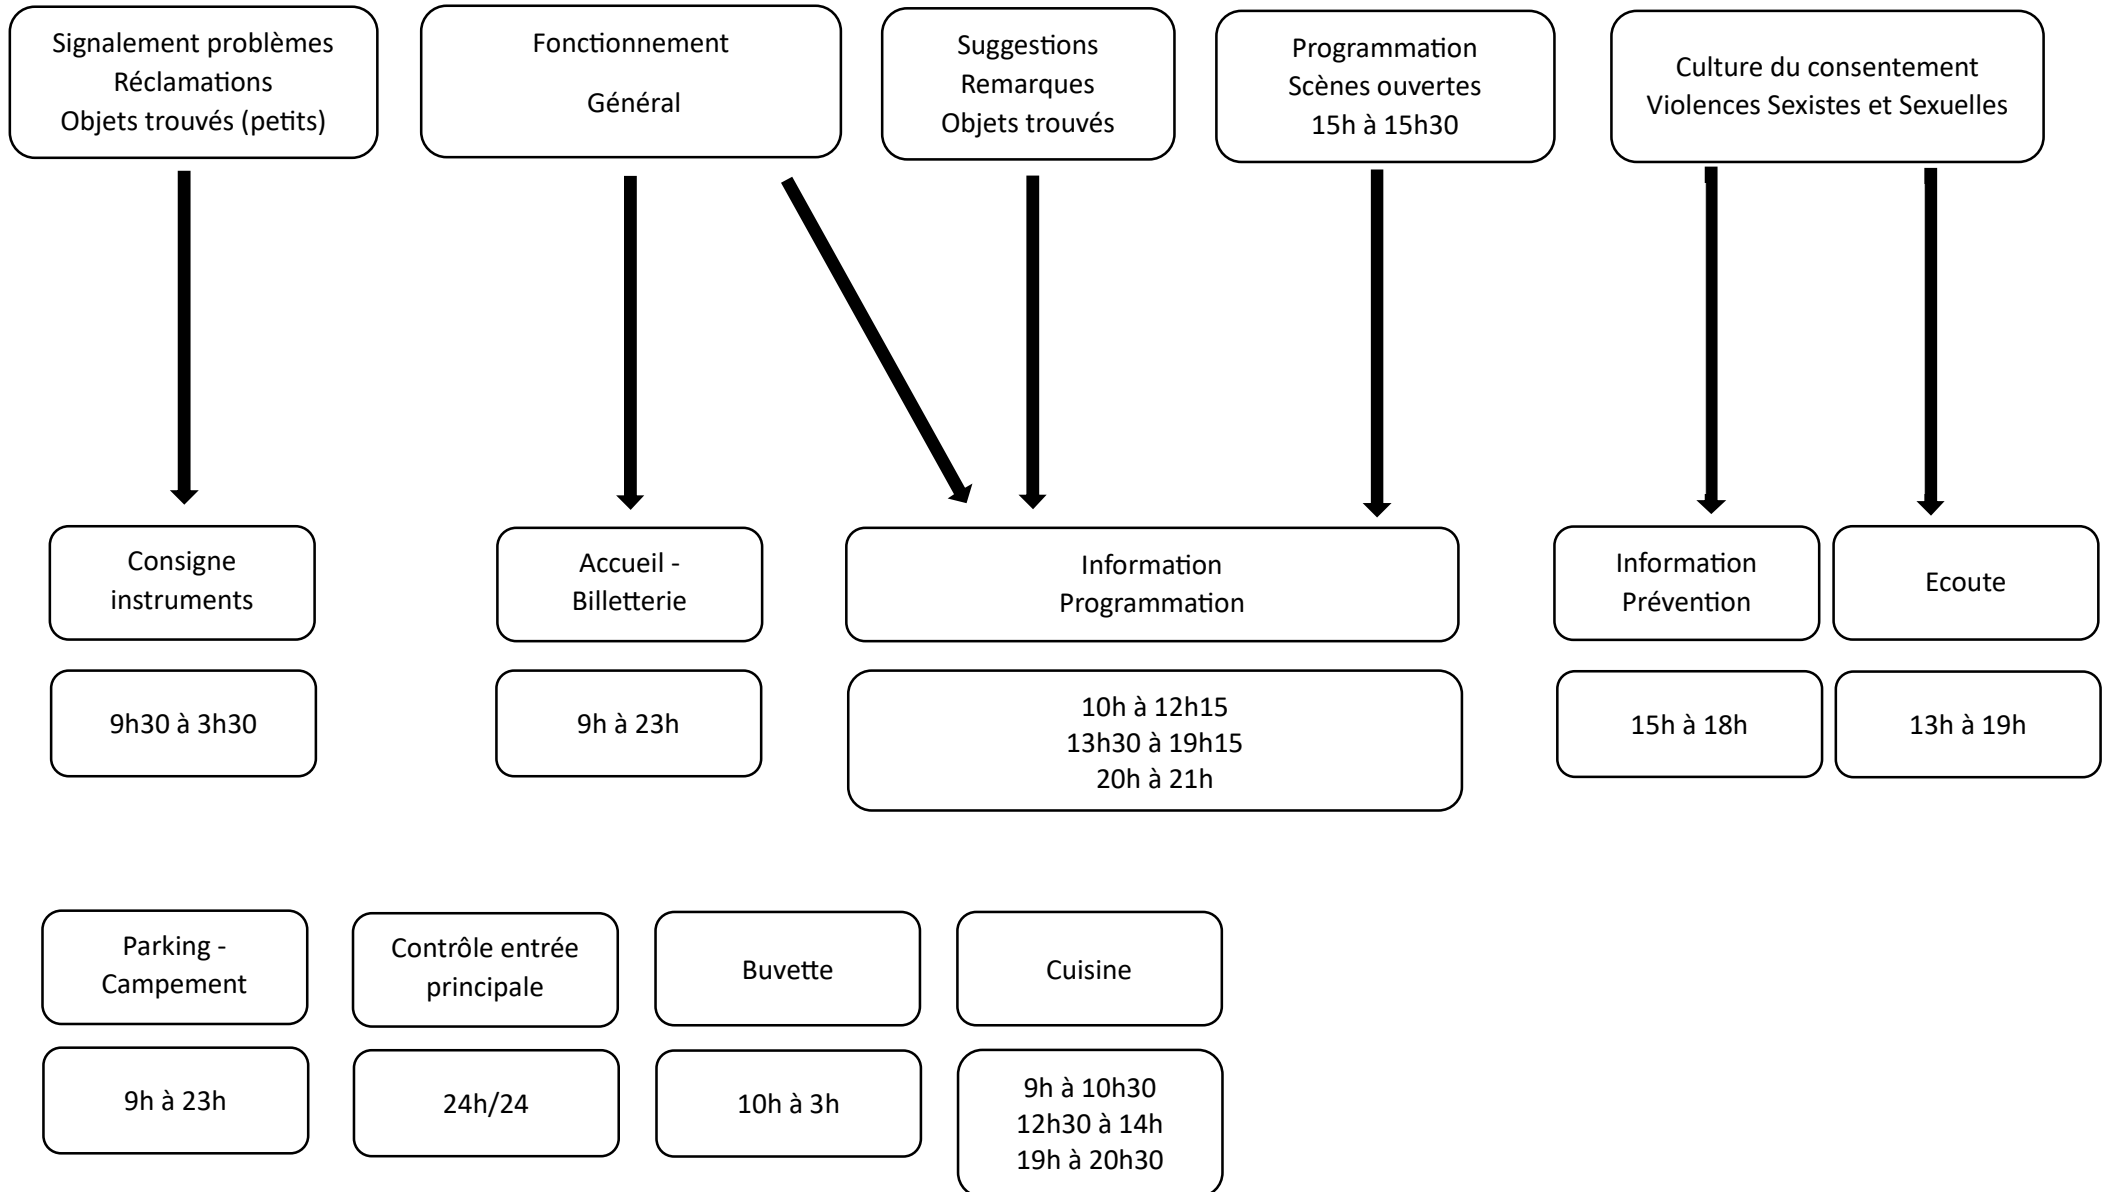 Signalement problèmes
Réclamations
Objets trouvés (petits)
Fonctionnement
Général
Suggestions
Remarques
Objets trouvés
Programmation
Scènes ouvertes
15h à 15h30
Culture du consentement
Violences Sexistes et Sexuelles
Consigne
instruments
Accueil -
Billetterie
Information
Programmation
Information
Prévention
Ecoute
9h30 à 3h30
9h à 23h
10h à 12h15
13h30 à 19h15
20h à 21h
15h à 18h
13h à 19h
Parking -
Campement
Contrôle entrée
principale
Buvette
Cuisine
9h à 23h
24h/24
10h à 3h
9h à 10h30
12h30 à 14h
19h à 20h30